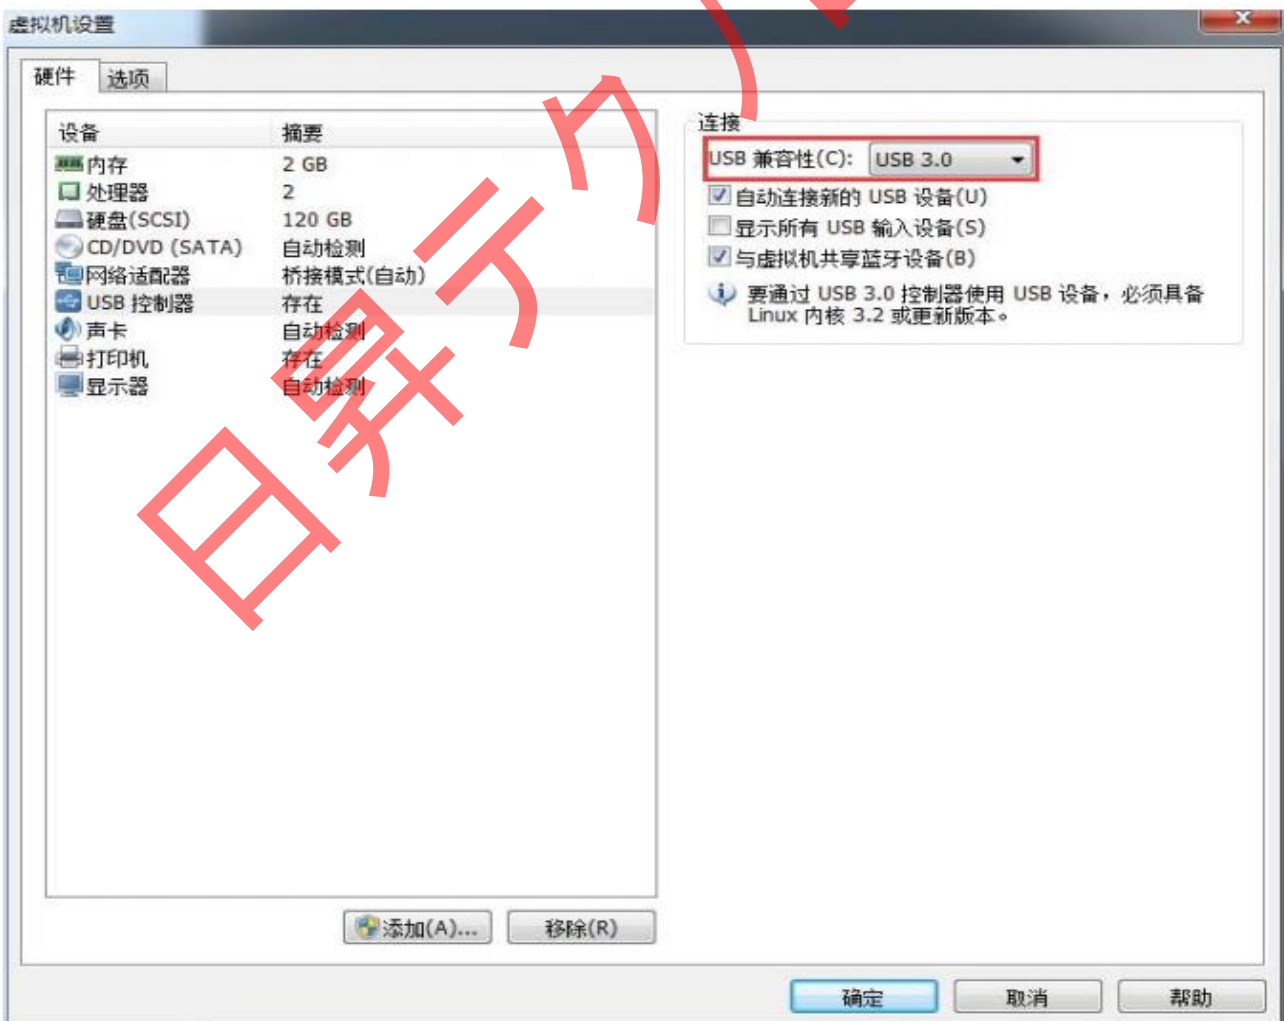 虚拟机设置
硬件 选项
设备 摘要
内存 2 GB
处理器 2
硬盘(SCSI) 120 GB
CD/DVD (SATA) 自动检测
网络适配器 桥接模式(自动)
USB 控制器 存在
声卡 自动检测
打印机 存在
显示器 自动检测
添加(A)... 移除(R)
连接
USB 兼容性(C): USB 3.0
自动连接新的 USB 设备(U)
显示所有 USB 输入设备(S)
与虚拟机共享蓝牙设备(B)
要通过 USB 3.0 控制器使用 USB 设备，必须具备
Linux 内核 3.2 或更新版本。
确定 取消 帮助
日昇テク